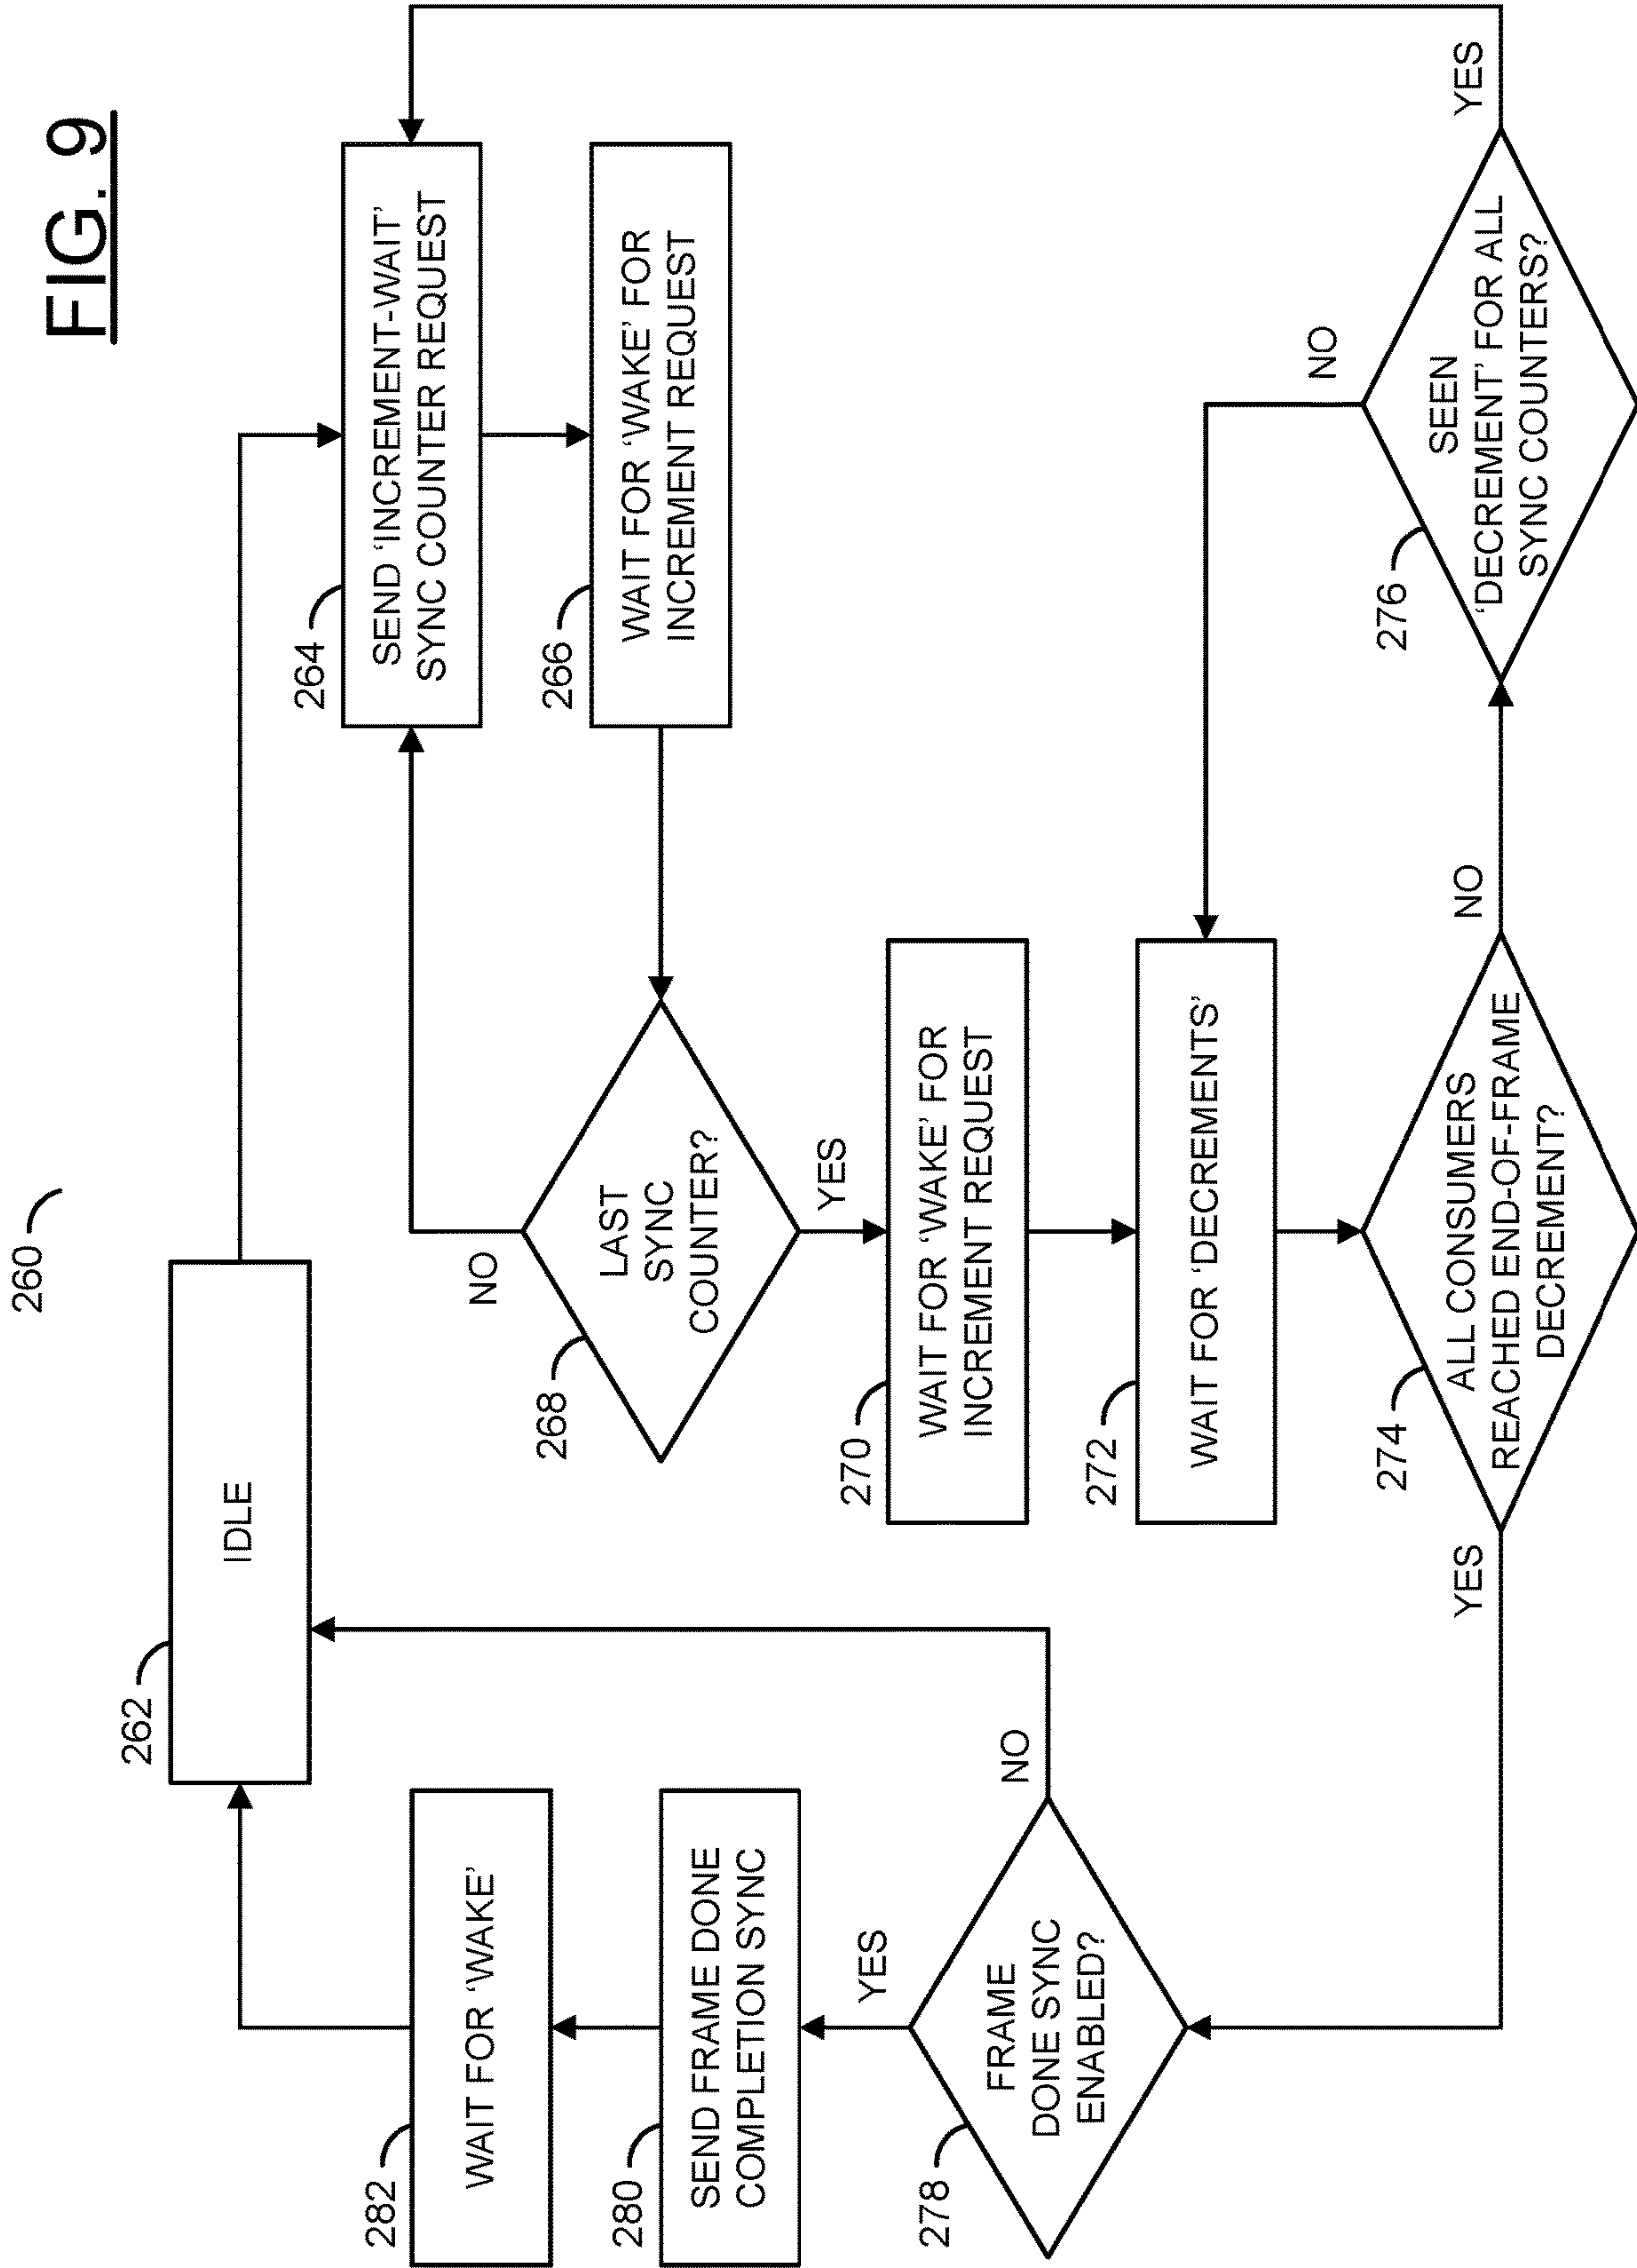 FIG. 9
260
262
IDLE
264
SEND ‘INCREMENT-WAIT’
SYNC COUNTER REQUEST
266
WAIT FOR ‘WAKE’ FOR
INCREMENT REQUEST
268
LAST
SYNC
COUNTER?
NO
YES
270
WAIT FOR ‘WAKE’ FOR
INCREMENT REQUEST
272
WAIT FOR ‘DECREMENTS’
274
ALL CONSUMERS
REACHED END-OF-FRAME
DECREMENT?
YES
NO
276
SEEN
‘DECREMENT’ FOR ALL
SYNC COUNTERS?
NO
YES
278
FRAME
DONE SYNC
ENABLED?
NO
YES
280
SEND FRAME DONE
COMPLETION SYNC
282
WAIT FOR ‘WAKE’